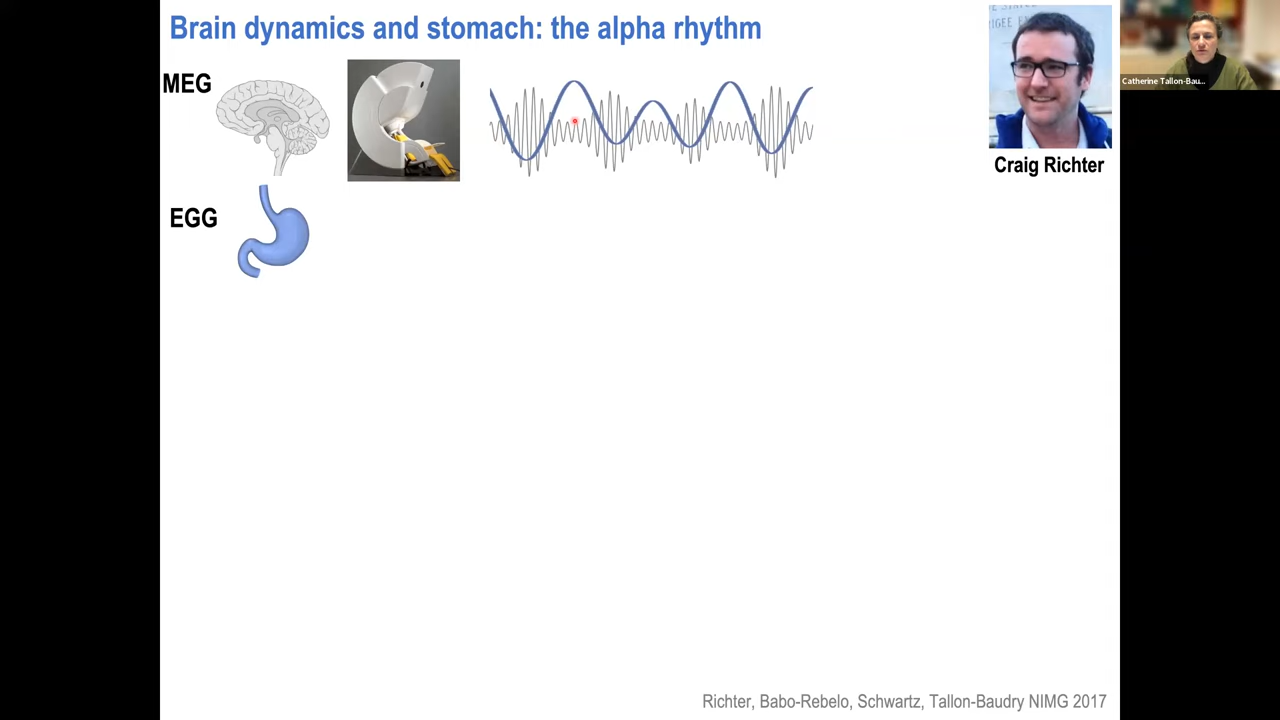 Brain dynamics and stomach: the alpha rhythm
MEG
EGG
Craig Richter
Catherine Tallon-Bau...
Richter, Babo-Rebelo, Schwartz, Tallon-Baudry NIMG 2017